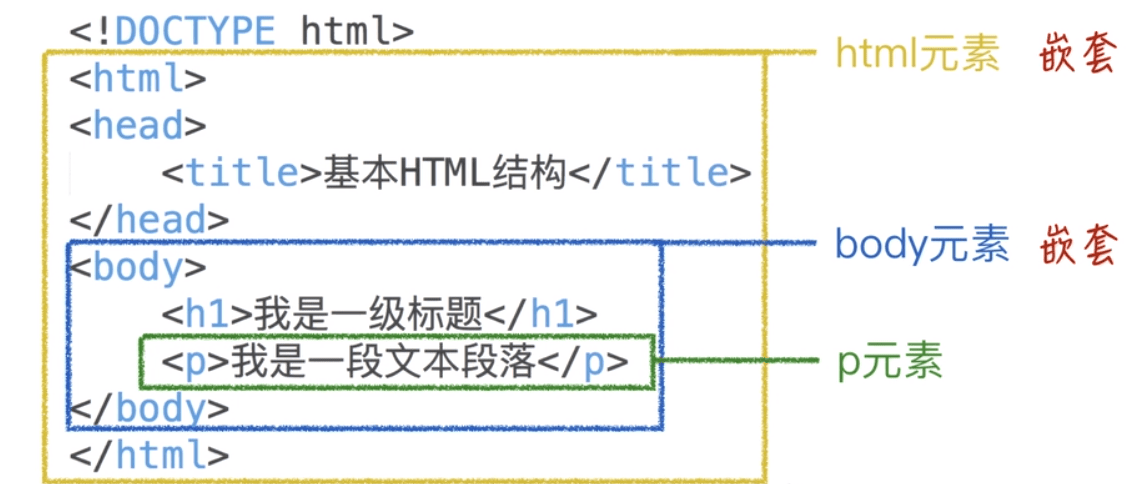 <!DOCTYPE html>
html元素 嵌套
<html>
<head>
<title>基本HTML结构</title>
</head>
body元素 嵌套
<body>
<h1>我是一级标题</h1>
<p>我是一段文本段落</p>
p元素
</body>
</html>